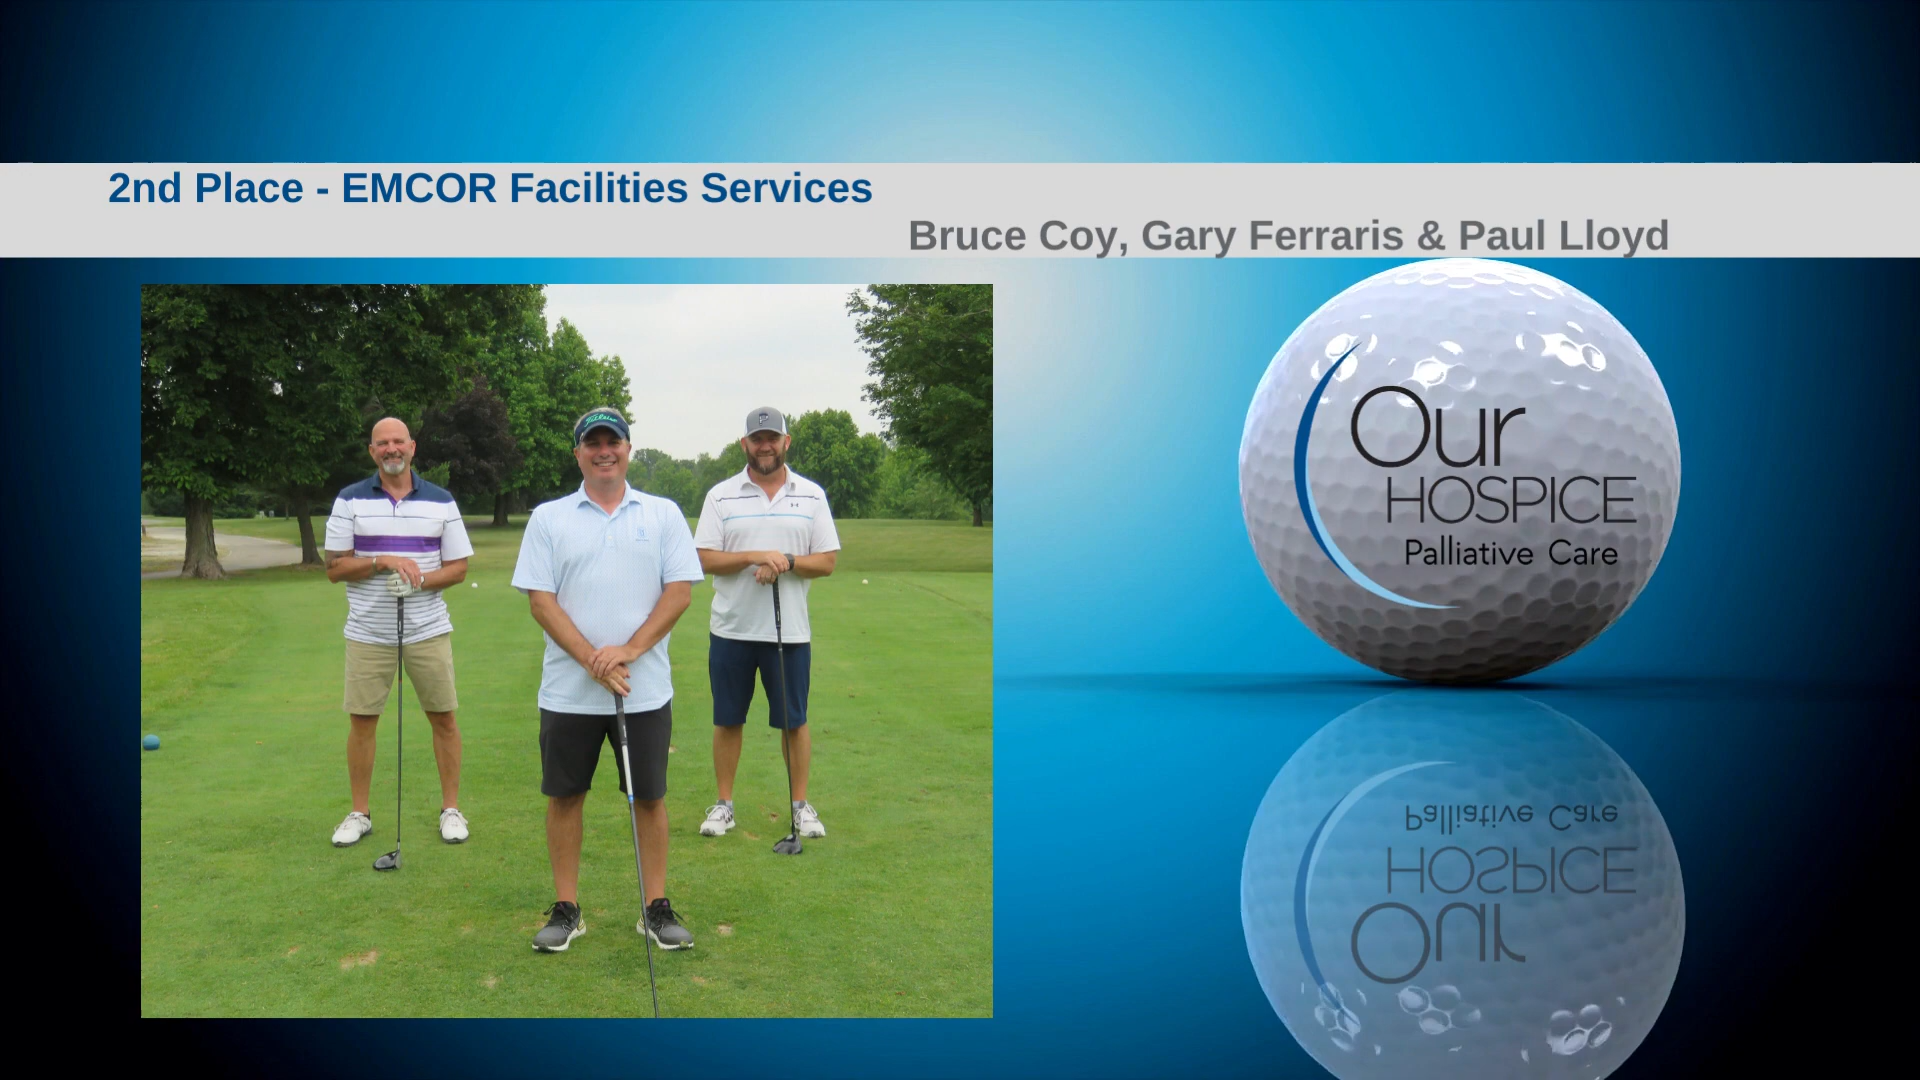 2nd Place - EMCOR Facilities Services
Bruce Coy, Gary Ferraris & Paul Lloyd
Titleist
Our
HOSPICE
Palliative Care
Palliative Care
HOSPICE
Our